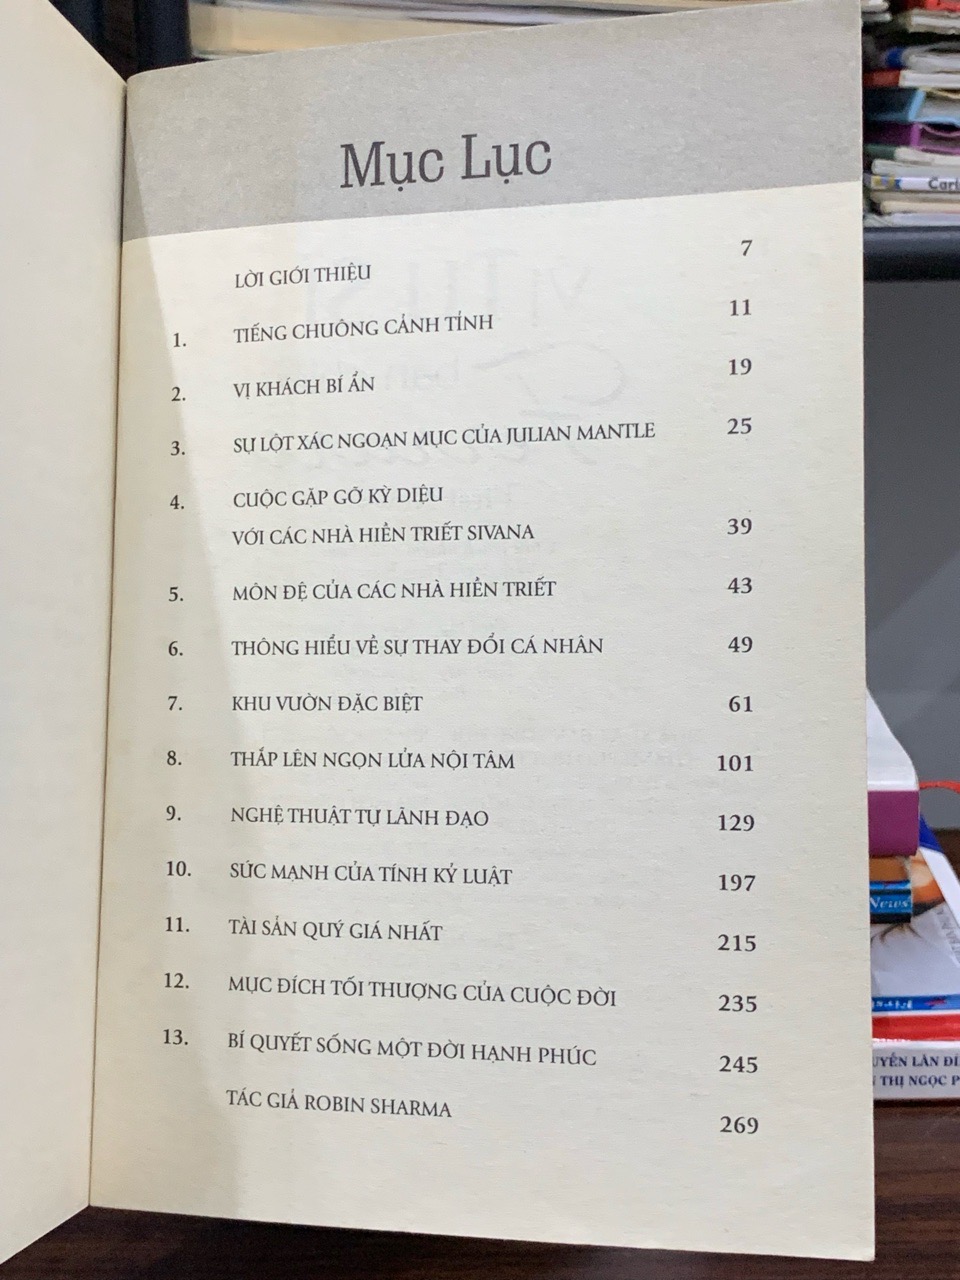 Mục Lục
LỜI GIỚI THIỆU 7
1. TIẾNG CHUÔNG CẢNH TỈNH 11
2. VỊ KHÁCH BÍ ẨN 19
3. SỰ LỘT XÁC NGOẠN MỤC CỦA JULIAN MANTLE 25
4. CUỘC GẶP GỠ KỲ DIỆU
VỚI CÁC NHÀ HIỀN TRIẾT SIVANA 39
5. MÔN ĐỆ CỦA CÁC NHÀ HIỀN TRIẾT 43
6. THÔNG HIỂU VỀ SỰ THAY ĐỔI CÁ NHÂN 49
7. KHU VƯỜN ĐẶC BIỆT 61
8. THẮP LÊN NGỌN LỬA NỘI TÂM 101
9. NGHỆ THUẬT TỰ LÃNH ĐẠO 129
10. SỨC MẠNH CỦA TÍNH KỶ LUẬT 197
11. TÀI SẢN QUÝ GIÁ NHẤT 215
12. MỤC ĐÍCH TỐI THƯỢNG CỦA CUỘC ĐỜI 235
13. BÍ QUYẾT SỐNG MỘT ĐỜI HẠNH PHÚC 245
TÁC GIẢ ROBIN SHARMA 269
News
THỊ NGỌC